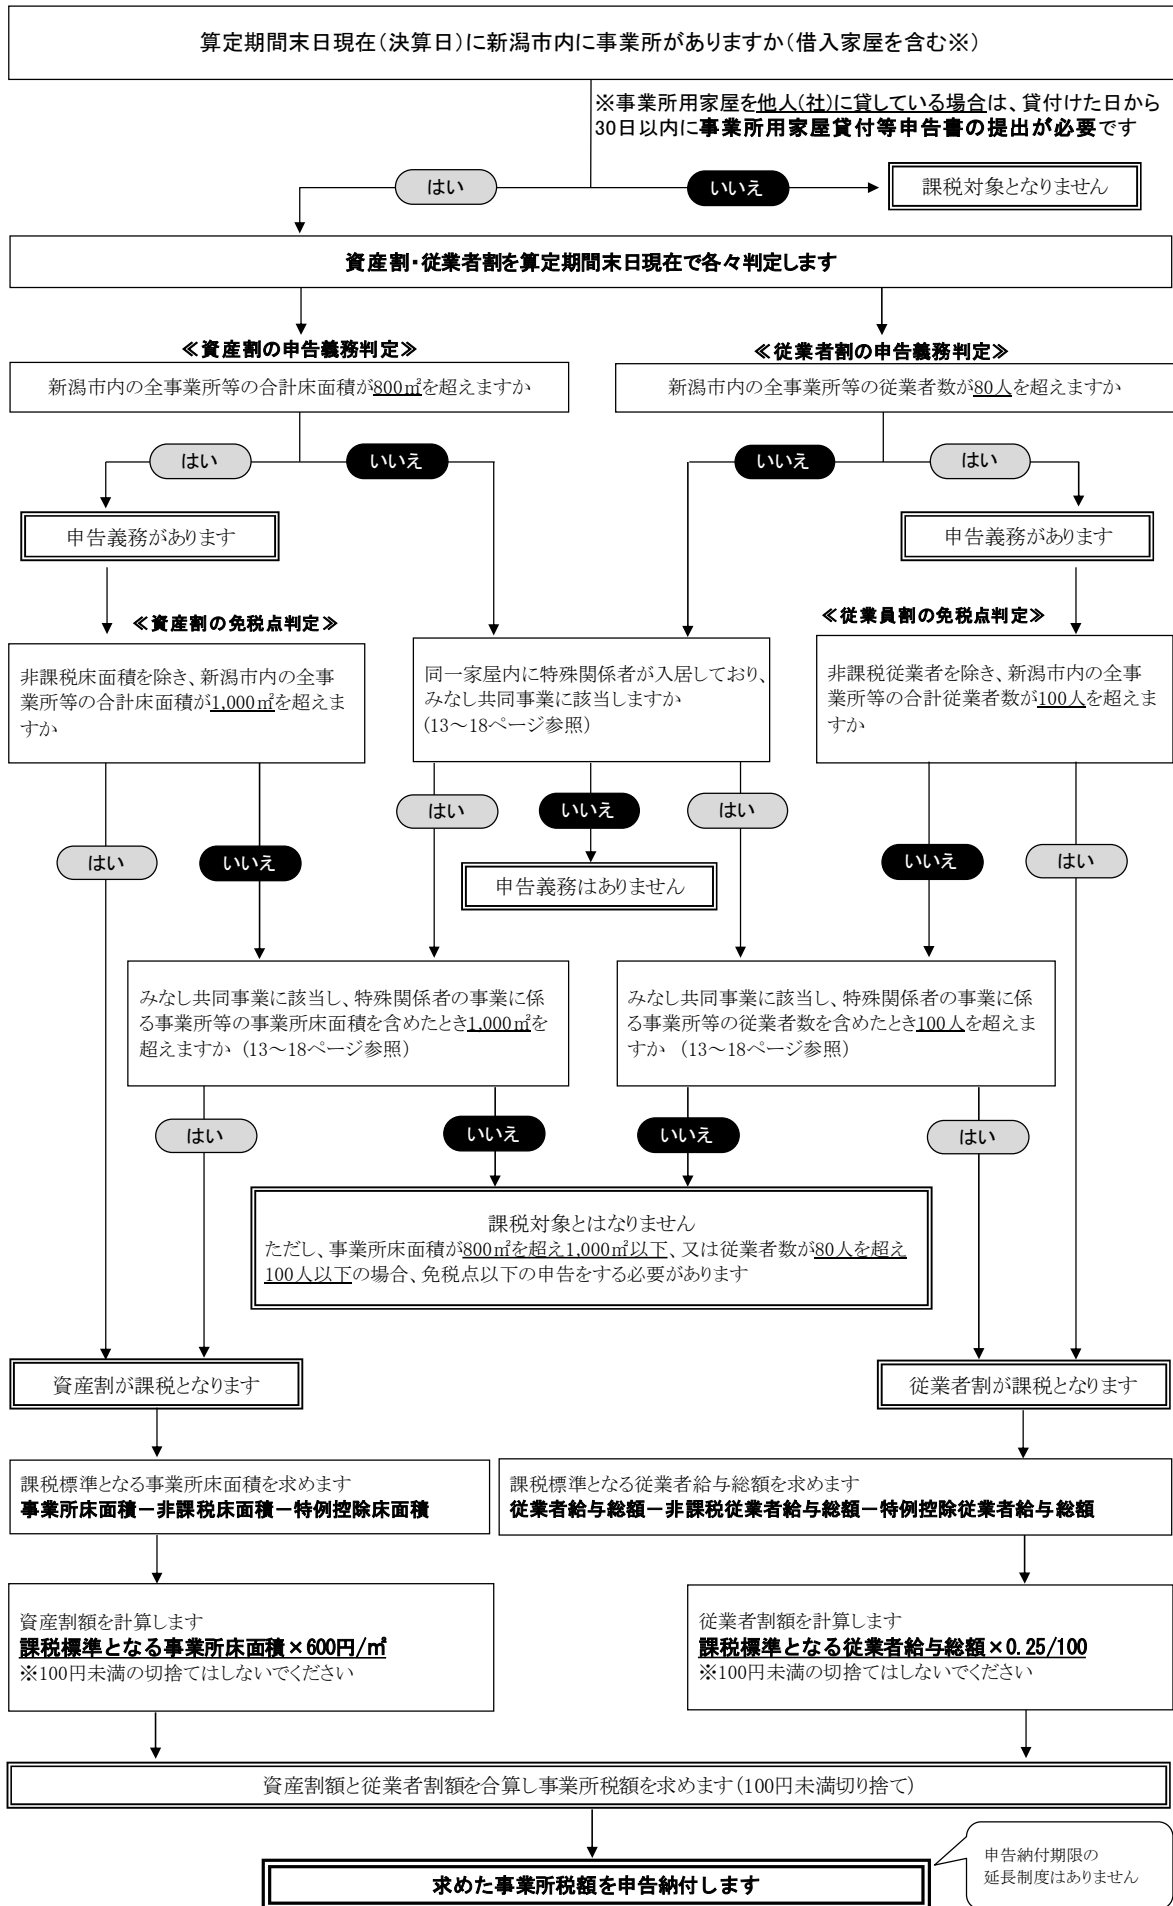 算定期間末日現在(決算日)に新潟市内に事業所がありますか(借入家屋を含む※)
※事業所用家屋を他人(社)に貸している場合は、貸付けた日から
30日以内に事業所用家屋貸付等申告書の提出が必要です
はい
いいえ
課税対象となりません
資産割・従業者割を算定期間末日現在で各々判定します
≪資産割の申告義務判定≫
≪従業者割の申告義務判定≫
新潟市内の全事業所等の合計床面積が800㎡を超えますか
新潟市内の全事業所等の従業者数が80人を超えますか
はい
いいえ
いいえ
はい
申告義務があります
申告義務があります
≪資産割の免税点判定≫
≪従業員割の免税点判定≫
非課税床面積を除き、新潟市内の全事
業所等の合計床面積が1,000㎡を超えま
すか
同一家屋内に特殊関係者が入居しており、
みなし共同事業に該当しますか
(13～18ページ参照)
非課税従業者を除き、新潟市内の全事
業所等の合計従業者数が100人を超えま
すか
はい
いいえ
はい
はい
いいえ
いいえ
はい
申告義務はありません
みなし共同事業に該当し、特殊関係者の事業に係
る事業所等の事業所床面積を含めたとき1,000㎡を
超えますか (13～18ページ参照)
みなし共同事業に該当し、特殊関係者の事業に係
る事業所等の従業者数を含めたとき100人を超えま
すか (13～18ページ参照)
はい
いいえ
いいえ
はい
課税対象とはなりません
ただし、事業所床面積が800㎡を超え1,000㎡以下、又は従業者数が80人を超え
100人以下の場合、免税点以下の申告をする必要があります
資産割が課税となります
従業者割が課税となります
課税標準となる事業所床面積を求めます
事業所床面積－非課税床面積－特例控除床面積
課税標準となる従業者給与総額を求めます
従業者給与総額－非課税従業者給与総額－特例控除従業者給与総額
資産割額を計算します
課税標準となる事業所床面積×600円/㎡
※100円未満の切捨てはしないでください
従業者割額を計算します
課税標準となる従業者給与総額×0.25/100
※100円未満の切捨てはしないでください
資産割額と従業者割額を合算し事業所税額を求めます(100円未満切り捨て)
申告納付期限の
延長制度はありません
求めた事業所税額を申告納付します